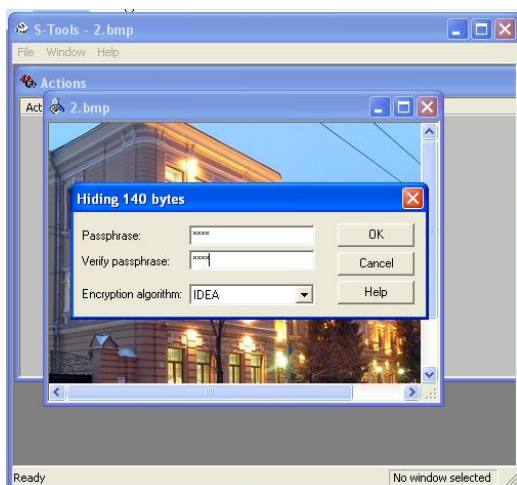 S-Tools - 2.bmp
File Window Help
Actions
Act
2.bmp
Hiding 140 bytes
Passphrase: ****
OK
Verify passphrase: ****
Cancel
Encryption algorithm: IDEA
Help
Ready
No window selected